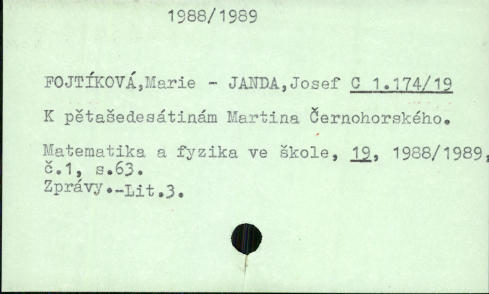 1988/1989
FOJTÍKOVÁ,Marie - JANDA,Josef C 1.174/19
K pětašedesátinám Martina Černohorského.
Matematika a fyzika ve škole, 19, 1988/1989,
č.1, s.63.
Zprávy.-Lit.3.